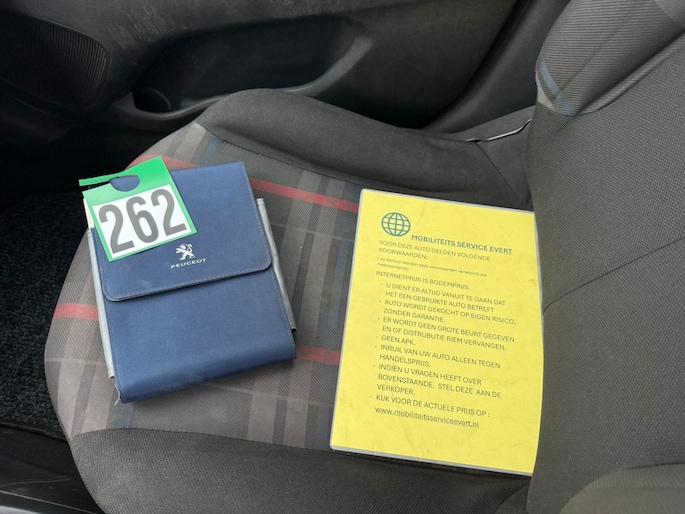 262
PEUGEOT
MOBILITEITS SERVICE EVERT
VOOR DEZE AUTO GELDEN VOLGENDE
VOORWAARDEN:
INTERNETPRIJS IS BODEMPRIJS.
- U DIENT ER ALTIJD VANUIT TE GAAN DAT
HET EEN GEBRUIKTE AUTO BETREFT
- AUTO WORDT GEKOCHT OP EIGEN RISICO,
ZONDER GARANTIE.
- ER WORDT GEEN GROTE BEURT GEGEVEN
EN OF DISTRUBUTIE RIEM VERVANGEN.
- GEEN APK.
- INRUIL VAN UW AUTO ALLEEN TEGEN
HANDELSPRIJS.
- INDIEN U VRAGEN HEEFT OVER
BOVENSTAANDE, STEL DEZE AAN DE
VERKOPER.
- KIJK VOOR DE ACTUELE PRIJS OP :
www.mobiliteitsserviceevert.nl